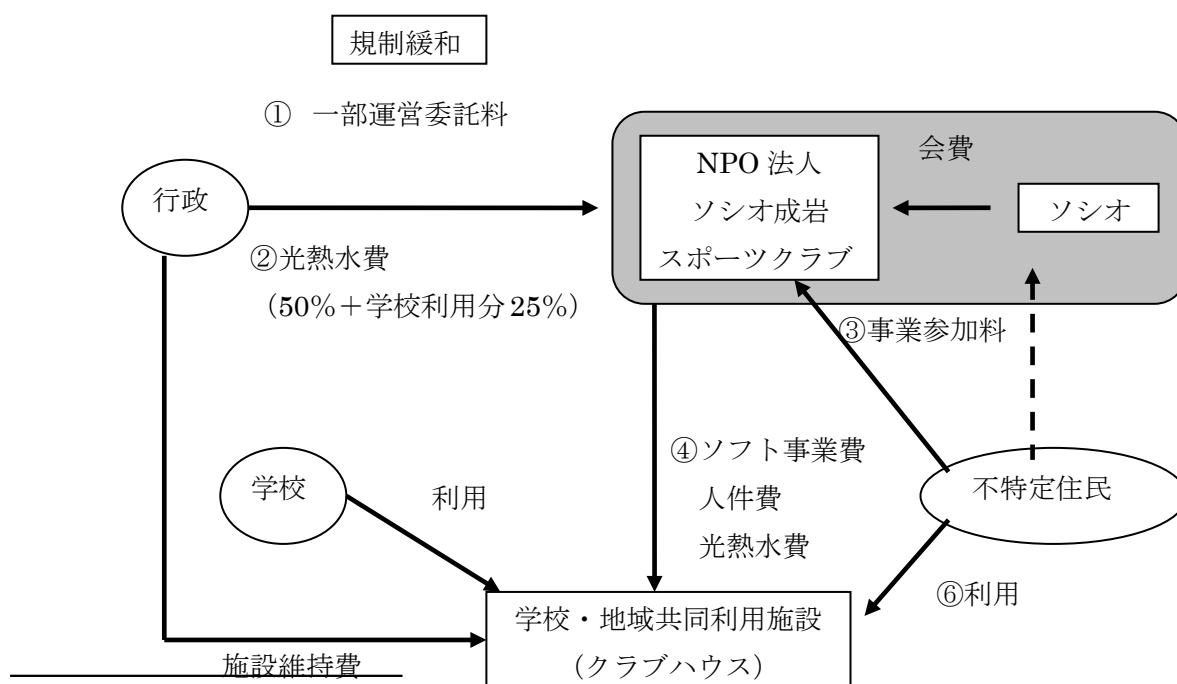 規制緩和
① 一部運営委託料
会費
NPO 法人
ソシオ成岩
スポーツクラブ
行政
ソシオ
②光熱水費
（50％＋学校利用分 25％）
③事業参加料
④ソフト事業費
人件費
光熱水費
学校
利用
不特定住民
⑥利用
学校・地域共同利用施設
（クラブハウス）
施設維持費